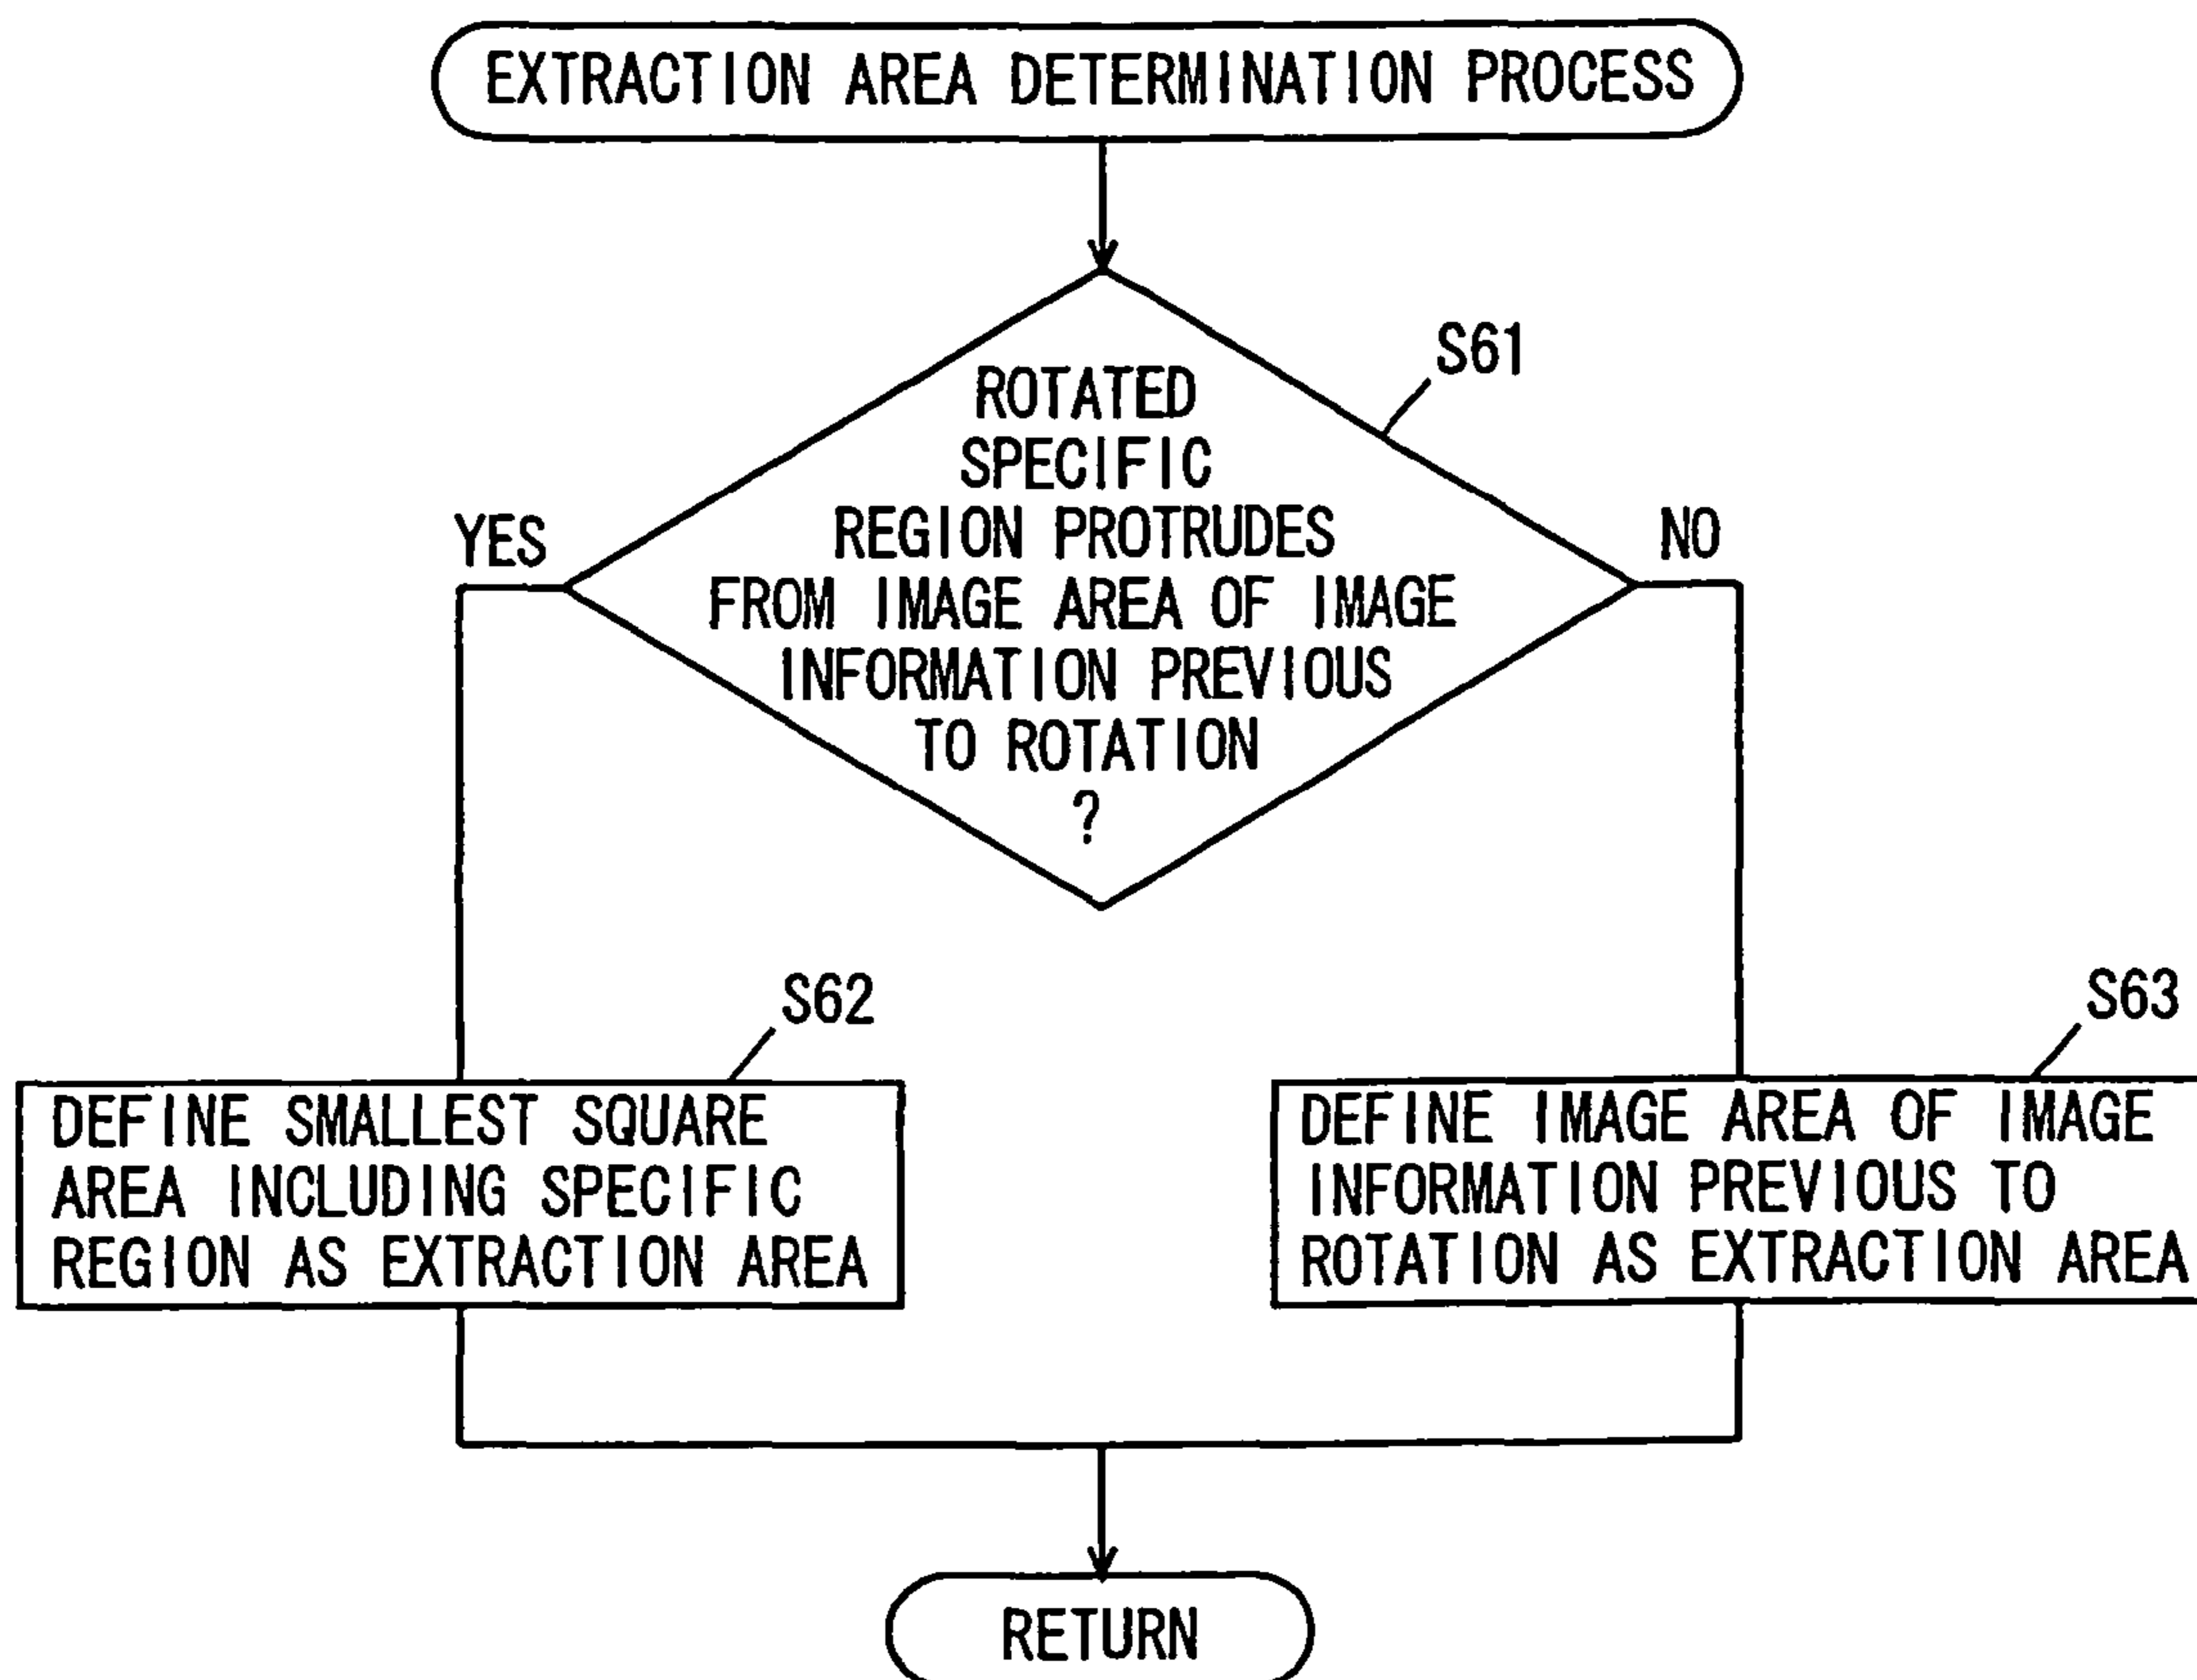 EXTRACTION AREA DETERMINATION PROCESS
S61
ROTATED
SPECIFIC
REGION PROTRUDES
FROM IMAGE AREA OF IMAGE
INFORMATION PREVIOUS
TO ROTATION
?
YES
NO
S62
DEFINE SMALLEST SQUARE
AREA INCLUDING SPECIFIC
REGION AS EXTRACTION AREA
S63
DEFINE IMAGE AREA OF IMAGE
INFORMATION PREVIOUS TO
ROTATION AS EXTRACTION AREA
RETURN